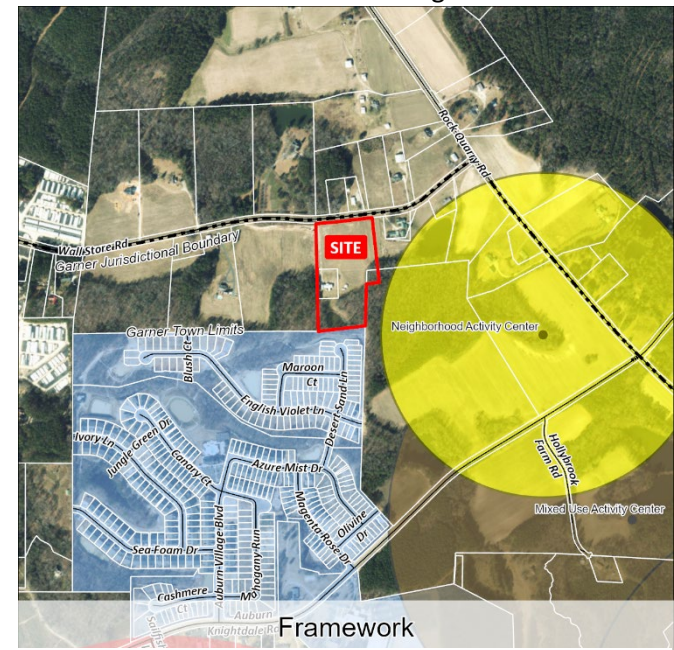 Rock Quarry Rd
Wall Store Rd
Garner Jurisdictional Boundary
SITE
Garner Town Limits
Neighborhood Activity Center
Blush Ct
Maroon
Ct
English Violet Ln
Desert Sand Ln
Ivory Ln
Jungle Green Dr
Canary Ct
Azure Mist Dr
Magenta Rose Dr
Olivine
Dr
Hollybrook
Farm Rd
Mixed Use Activity Center
Sea Foam Dr
Auburn Village Blvd
Mahogany Run
Cashmere
Ct
Auburn
Knightdale Rd
Framework